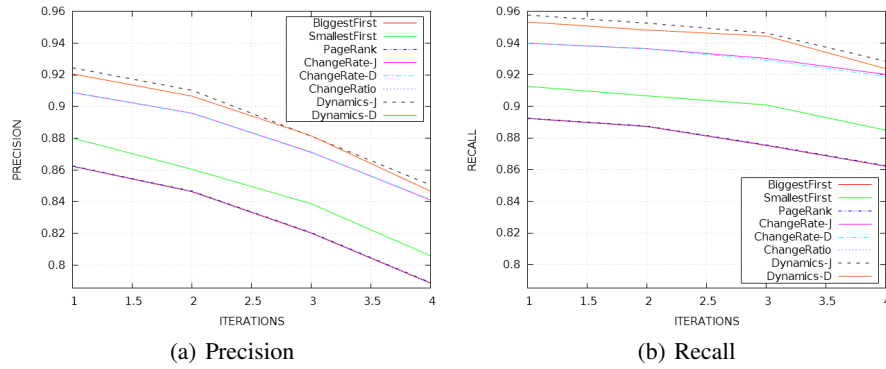 0.96
0.94
0.92
0.9
0.88
0.86
0.84
0.82
0.8
PRECISION
BiggestFirst
SmallestFirst
PageRank
ChangeRate-J
ChangeRate-D
ChangeRatio
Dynamics-J
Dynamics-D
1 1.5 2 2.5 3 3.5 4
ITERATIONS
(a) Precision
0.96
0.94
0.92
0.9
0.88
0.86
0.84
0.82
0.8
RECALL
BiggestFirst
SmallestFirst
PageRank
ChangeRate-J
ChangeRate-D
ChangeRatio
Dynamics-J
Dynamics-D
1 1.5 2 2.5 3 3.5 4
ITERATIONS
(b) Recall